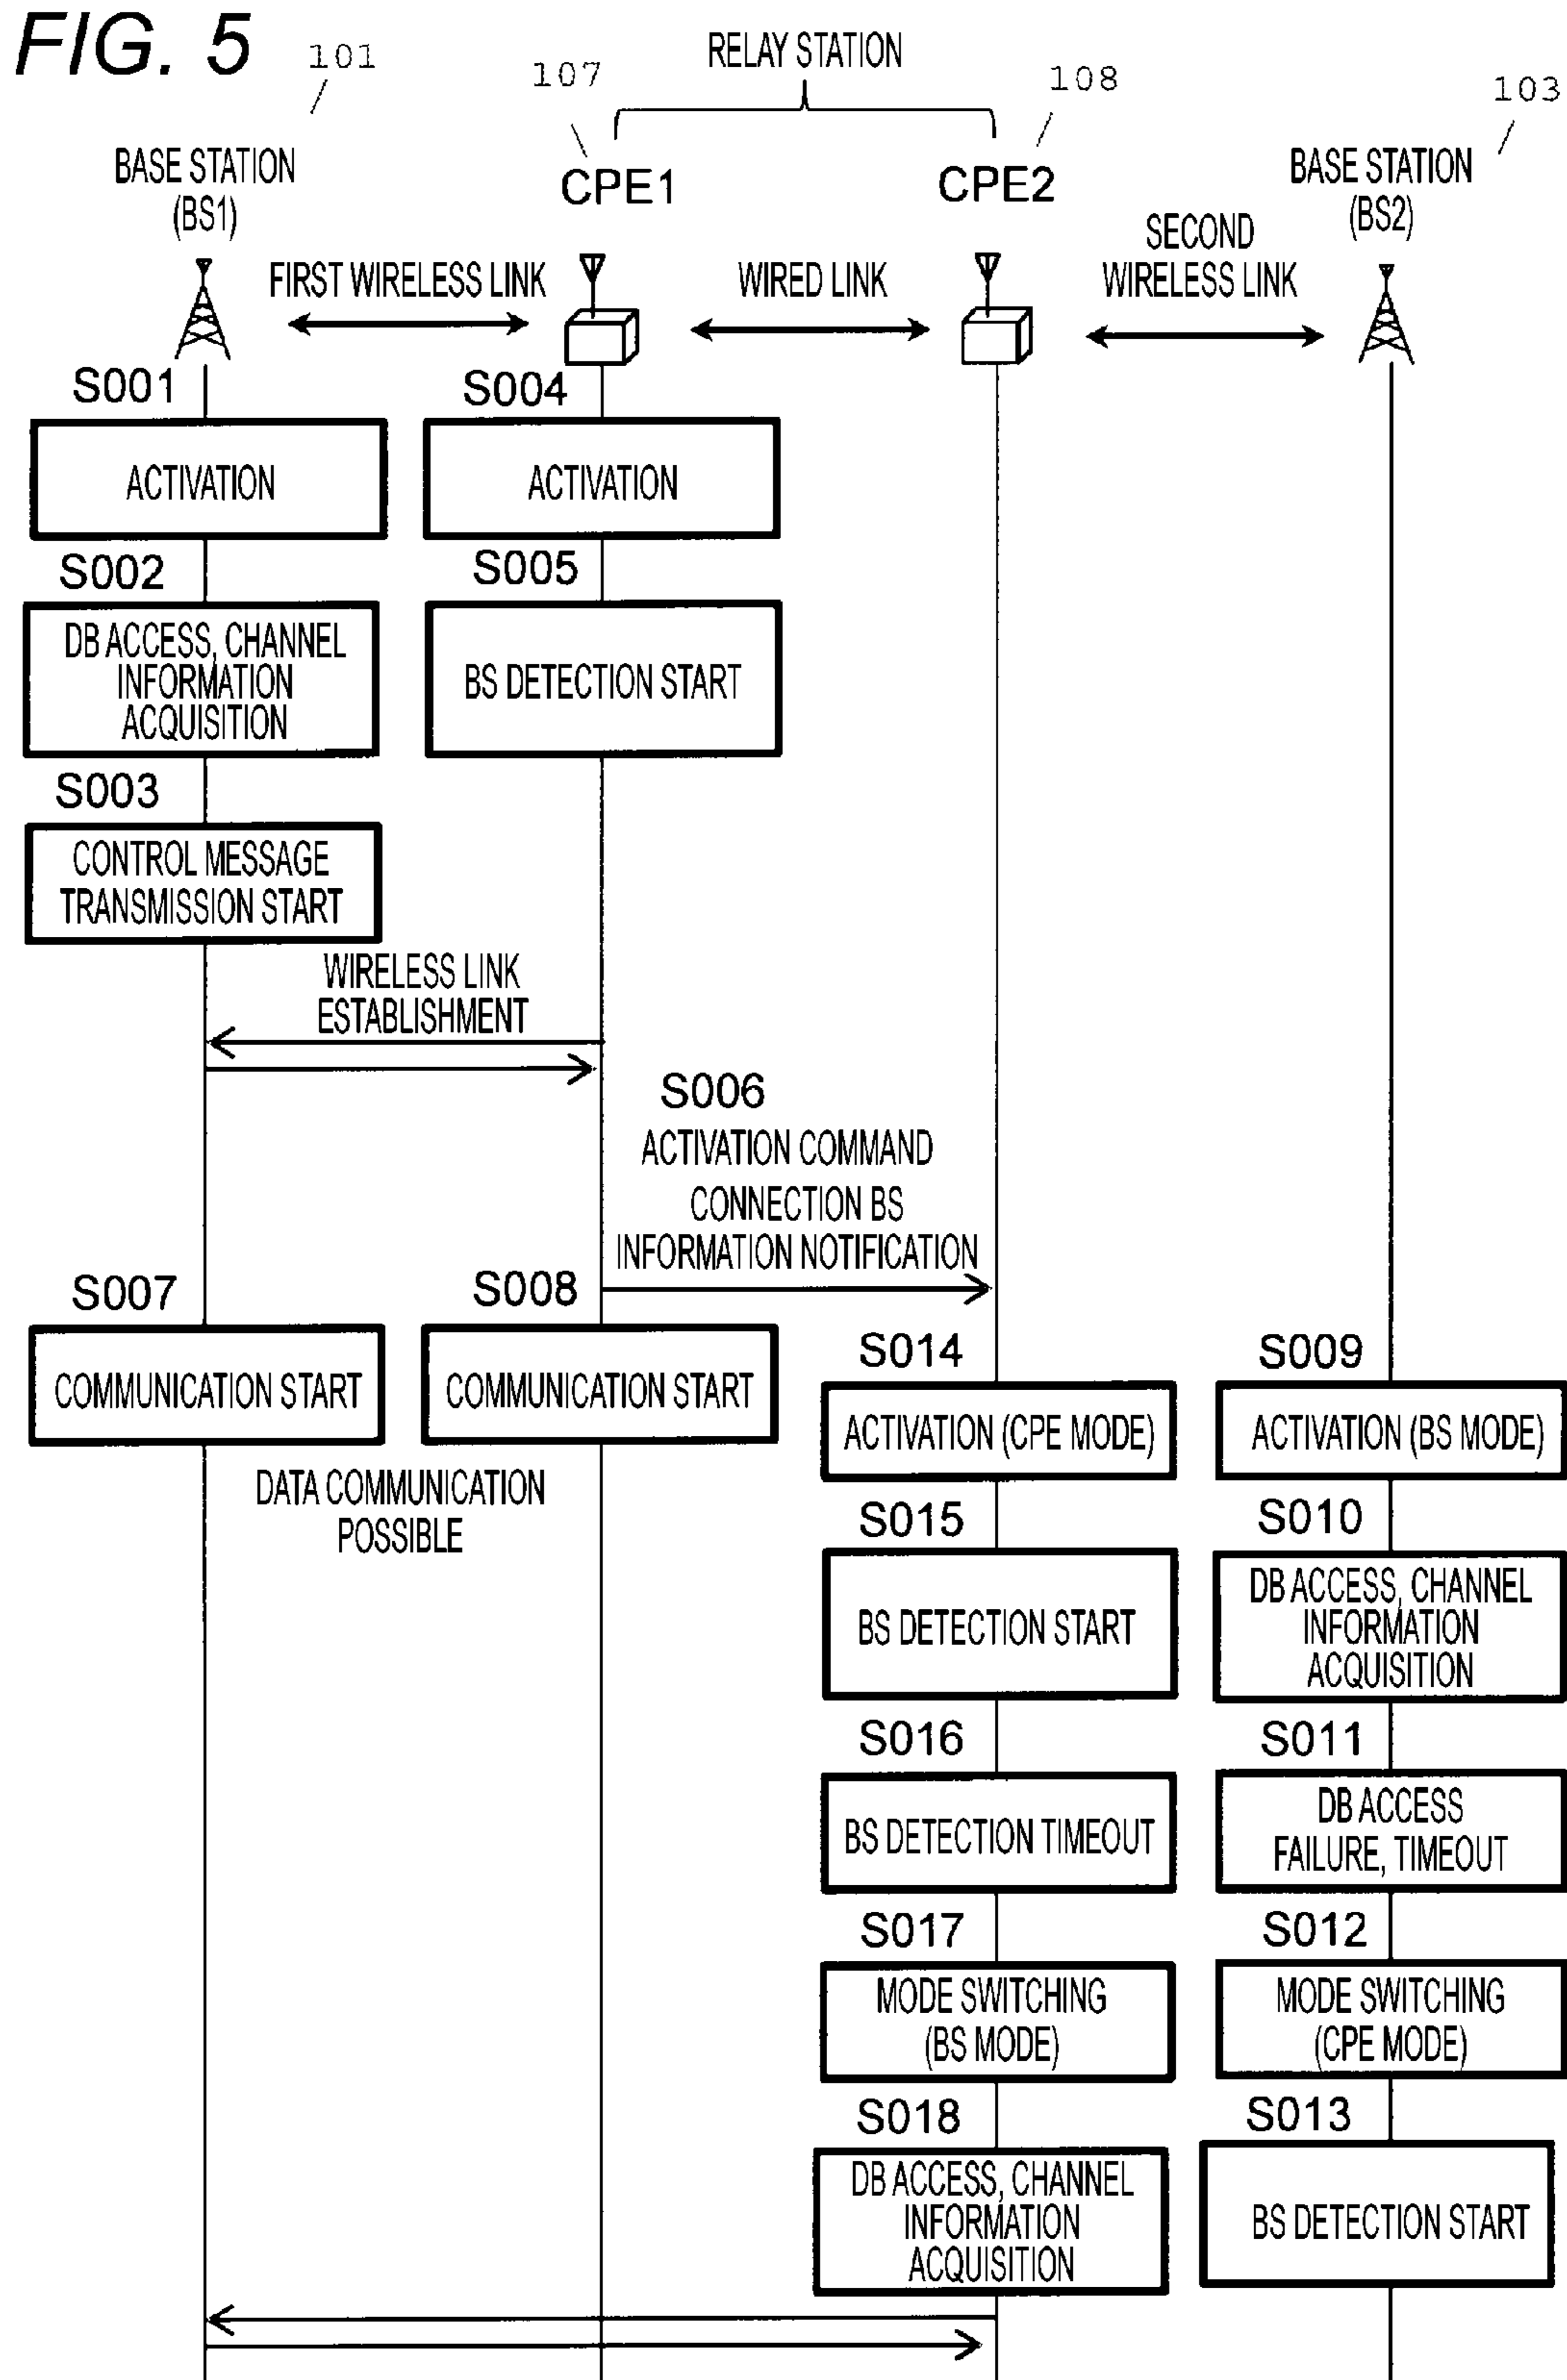 FIG. 5
101
107
RELAY STATION
108
103
BASE STATION
(BS1)
CPE1
CPE2
BASE STATION
(BS2)
FIRST WIRELESS LINK
WIRED LINK
SECOND
WIRELESS LINK
S001
S004
ACTIVATION
ACTIVATION
S002
S005
DB ACCESS, CHANNEL
INFORMATION
ACQUISITION
BS DETECTION START
S003
CONTROL MESSAGE
TRANSMISSION START
WIRELESS LINK
ESTABLISHMENT
S006
ACTIVATION COMMAND
CONNECTION BS
INFORMATION NOTIFICATION
S007
S008
COMMUNICATION START
COMMUNICATION START
S014
S009
ACTIVATION (CPE MODE)
ACTIVATION (BS MODE)
DATA COMMUNICATION
POSSIBLE
S015
S010
BS DETECTION START
DB ACCESS, CHANNEL
INFORMATION
ACQUISITION
S016
S011
BS DETECTION TIMEOUT
DB ACCESS
FAILURE, TIMEOUT
S017
S012
MODE SWITCHING
(BS MODE)
MODE SWITCHING
(CPE MODE)
S018
S013
DB ACCESS, CHANNEL
INFORMATION
ACQUISITION
BS DETECTION START